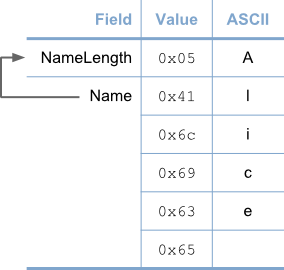 Field Value ASCII
NameLength 0x05 A
Name 0x41 l
0x6c i
0x69 c
0x63 e
0x65